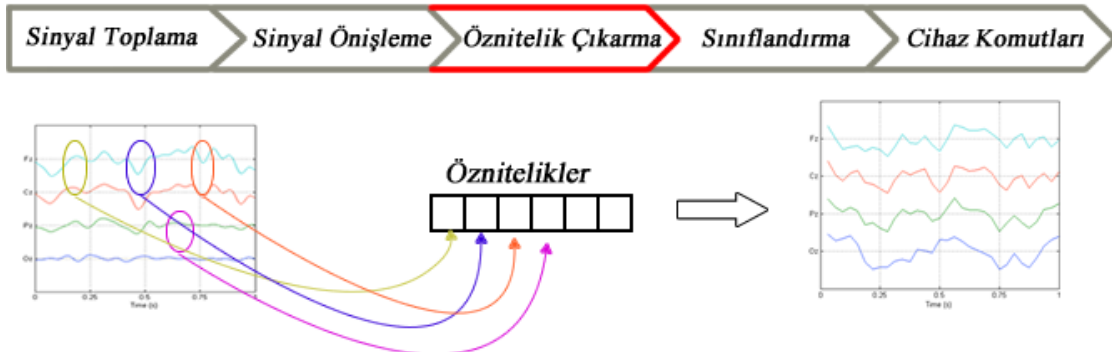 Sinyal Toplama
Sinyal Önişleme
Öznitelik Çıkarma
Sınıflandırma
Cihaz Komutları
Fz
Cz
Pz
Oz
0 0.25 0.5 0.75 1
Time (s)
Öznitelikler
Fz
Cz
Pz
Oz
0 0.25 0.5 0.75 1
Time (s)